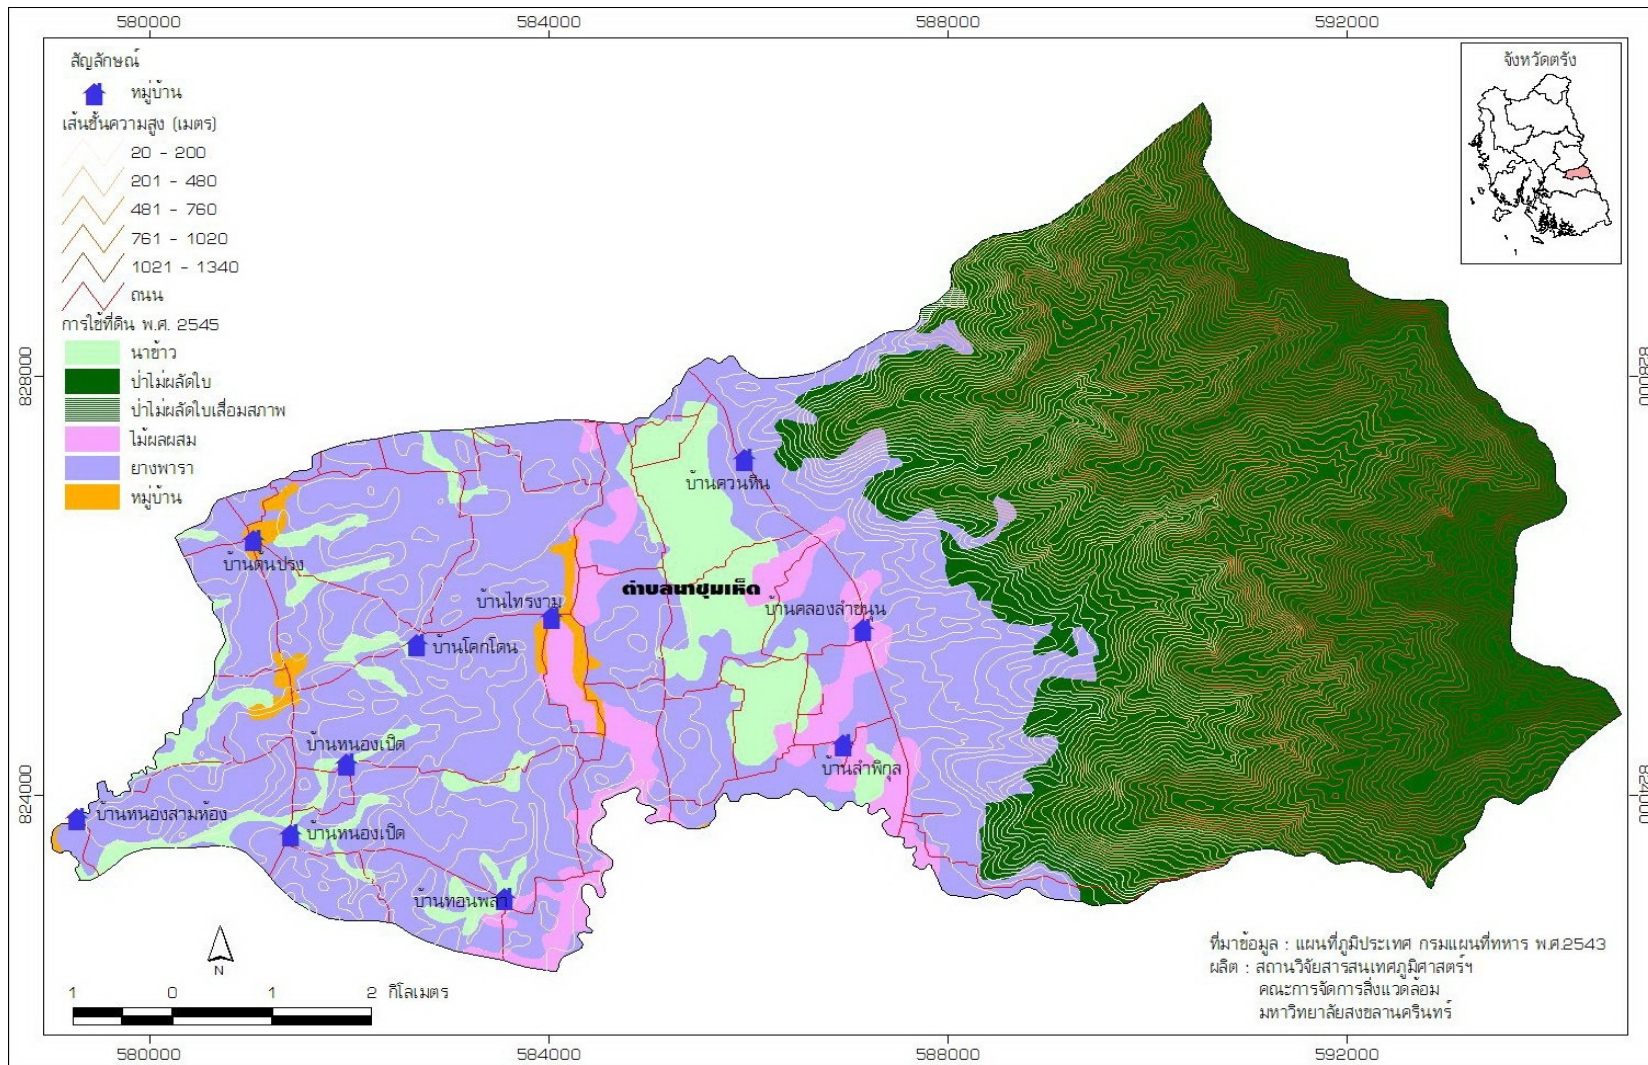 580000 584000 588000 592000
สัญลักษณ์
หมู่บ้าน
เส้นชั้นความสูง (เมตร)
20 - 200
201 - 480
481 - 760
761 - 1020
1021 - 1340
ถนน
การใช้ที่ดิน พ.ศ. 2545
นาข้าว
ป่าไม่ผลัดใบ
ป่าไม่ผลัดใบเสื่อมสภาพ
ไม้ผลผสม
ยางพารา
หมู่บ้าน
จังหวัดตรัง
828000
828000
บ้านควนหิน
บ้านต้นปรง
ตำบลนาชุมเห็ด
บ้านไทรงาม
บ้านคลองลำขนุน
บ้านโคกโดน
บ้านหนองเป็ด
บ้านลำพิกุล
824000
824000
บ้านหนองสามห้อง
บ้านหนองเป็ด
บ้านทอนพลา
N
1 0 1 2 กิโลเมตร
ที่มาข้อมูล : แผนที่ภูมิประเทศ กรมแผนที่ทหาร พ.ศ.2543
ผลิต : สถานวิจัยสารสนเทศภูมิศาสตร์ฯ
คณะการจัดการสิ่งแวดล้อม
มหาวิทยาลัยสงขลานครินทร์
580000 584000 588000 592000